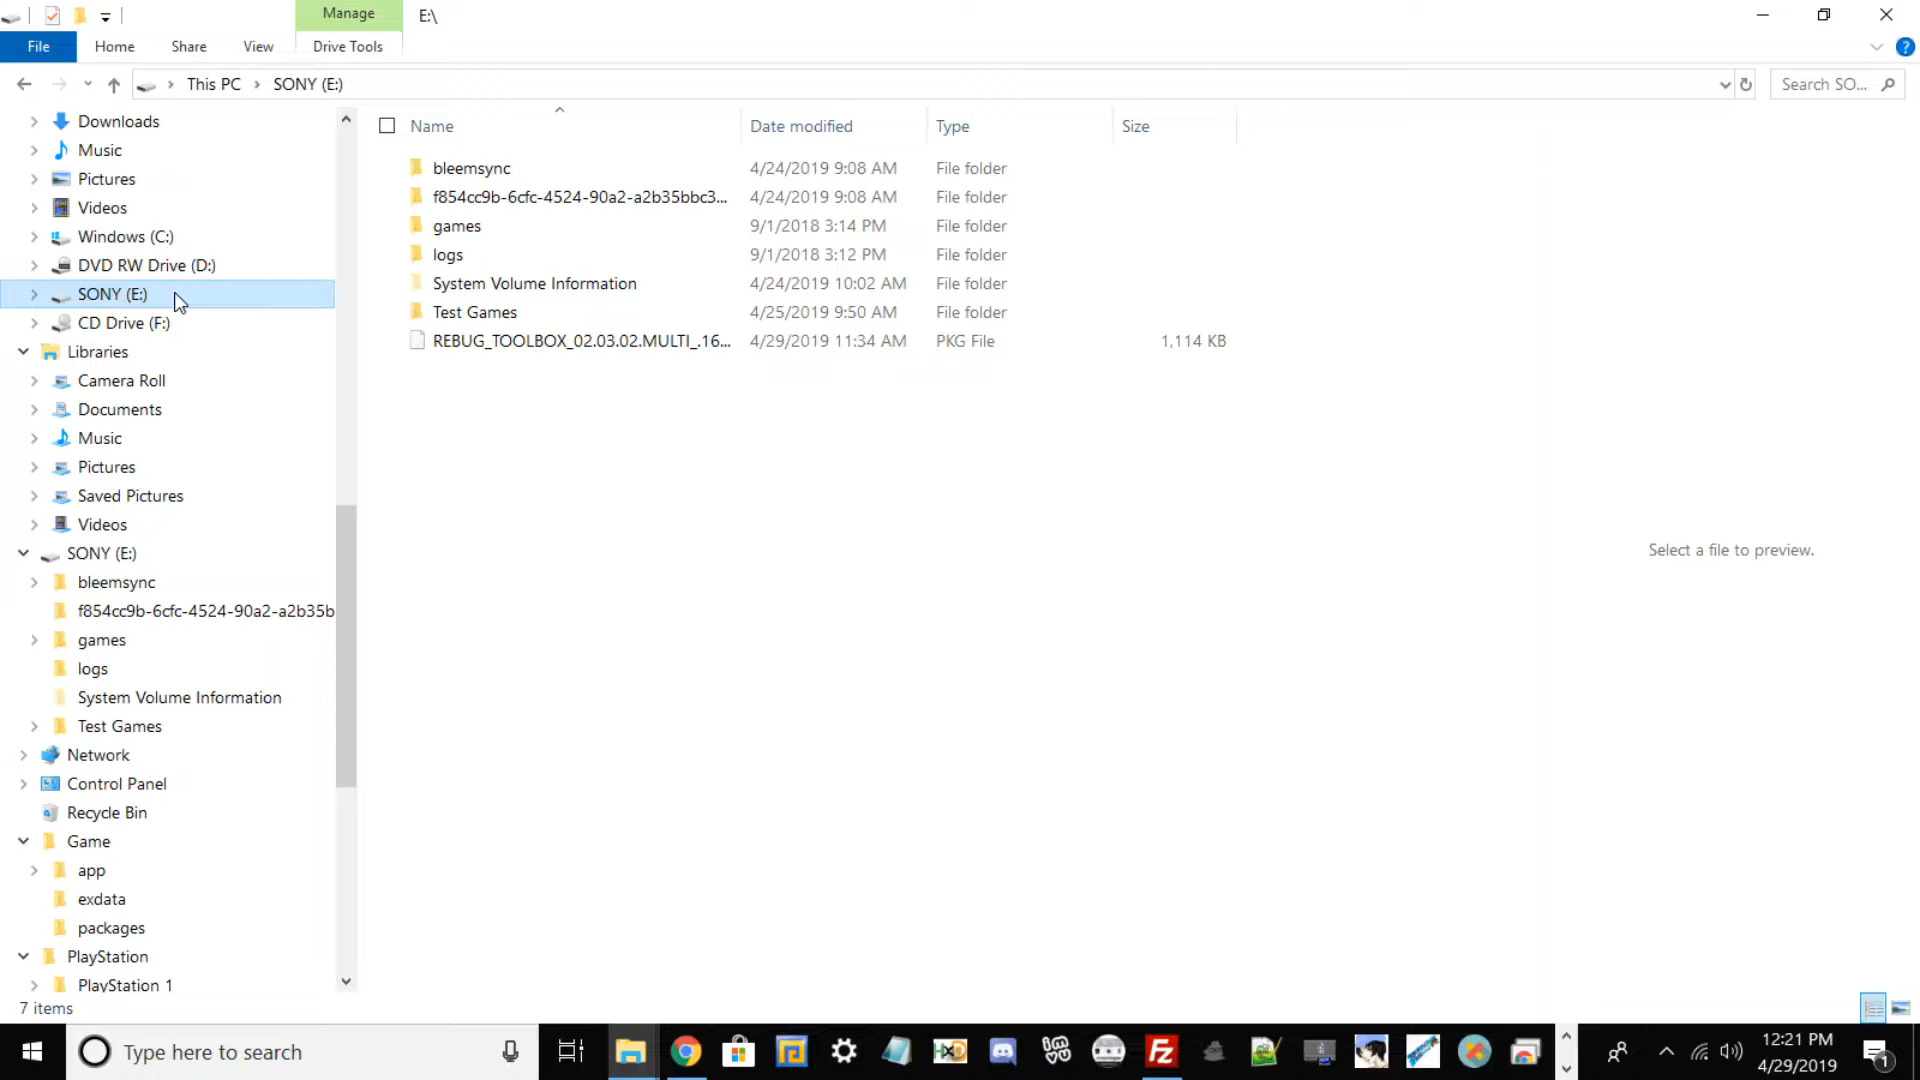 Manage
E:\
File
Home
Share
View
Drive Tools
This PC
SONY (E:)
Search SO...
Name
Date modified
Type
Size
bleemsync 4/24/2019 9:08 AM File folder
f854cc9b-6cfc-4524-90a2-a2b35bbc3... 4/24/2019 9:08 AM File folder
games 9/1/2018 3:14 PM File folder
logs 9/1/2018 3:12 PM File folder
System Volume Information 4/24/2019 10:02 AM File folder
Test Games 4/25/2019 9:50 AM File folder
REBUG_TOOLBOX_02.03.02.MULTI_.16... 4/29/2019 11:34 AM PKG File 1,114 KB
Downloads
Music
Pictures
Videos
Windows (C:)
DVD RW Drive (D:)
SONY (E:)
CD Drive (F:)
Libraries
Camera Roll
Documents
Music
Pictures
Saved Pictures
Videos
SONY (E:)
bleemsync
f854cc9b-6cfc-4524-90a2-a2b35b
games
logs
System Volume Information
Test Games
Network
Control Panel
Recycle Bin
Game
app
exdata
packages
PlayStation
PlayStation 1
Select a file to preview.
7 items
Type here to search
12:21 PM
4/29/2019
1